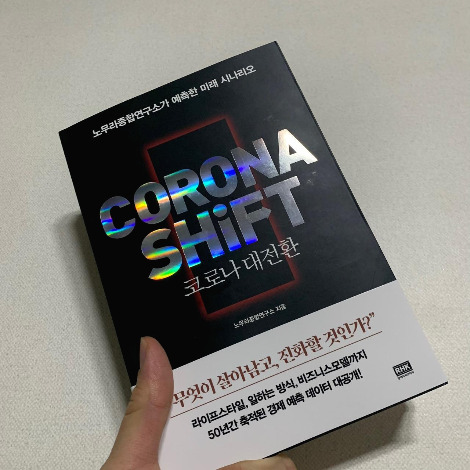 노무라종합연구소가 예측한 미래 시나리오
CORONA
SHiFT
코로나 대전환
노무라종합연구소 지음
무엇이 살아남고, 진화할 것인가?"
라이프스타일, 일하는 방식, 비즈니스모델까지
50년간 축적된 경제 예측 데이터 대공개!
RHK